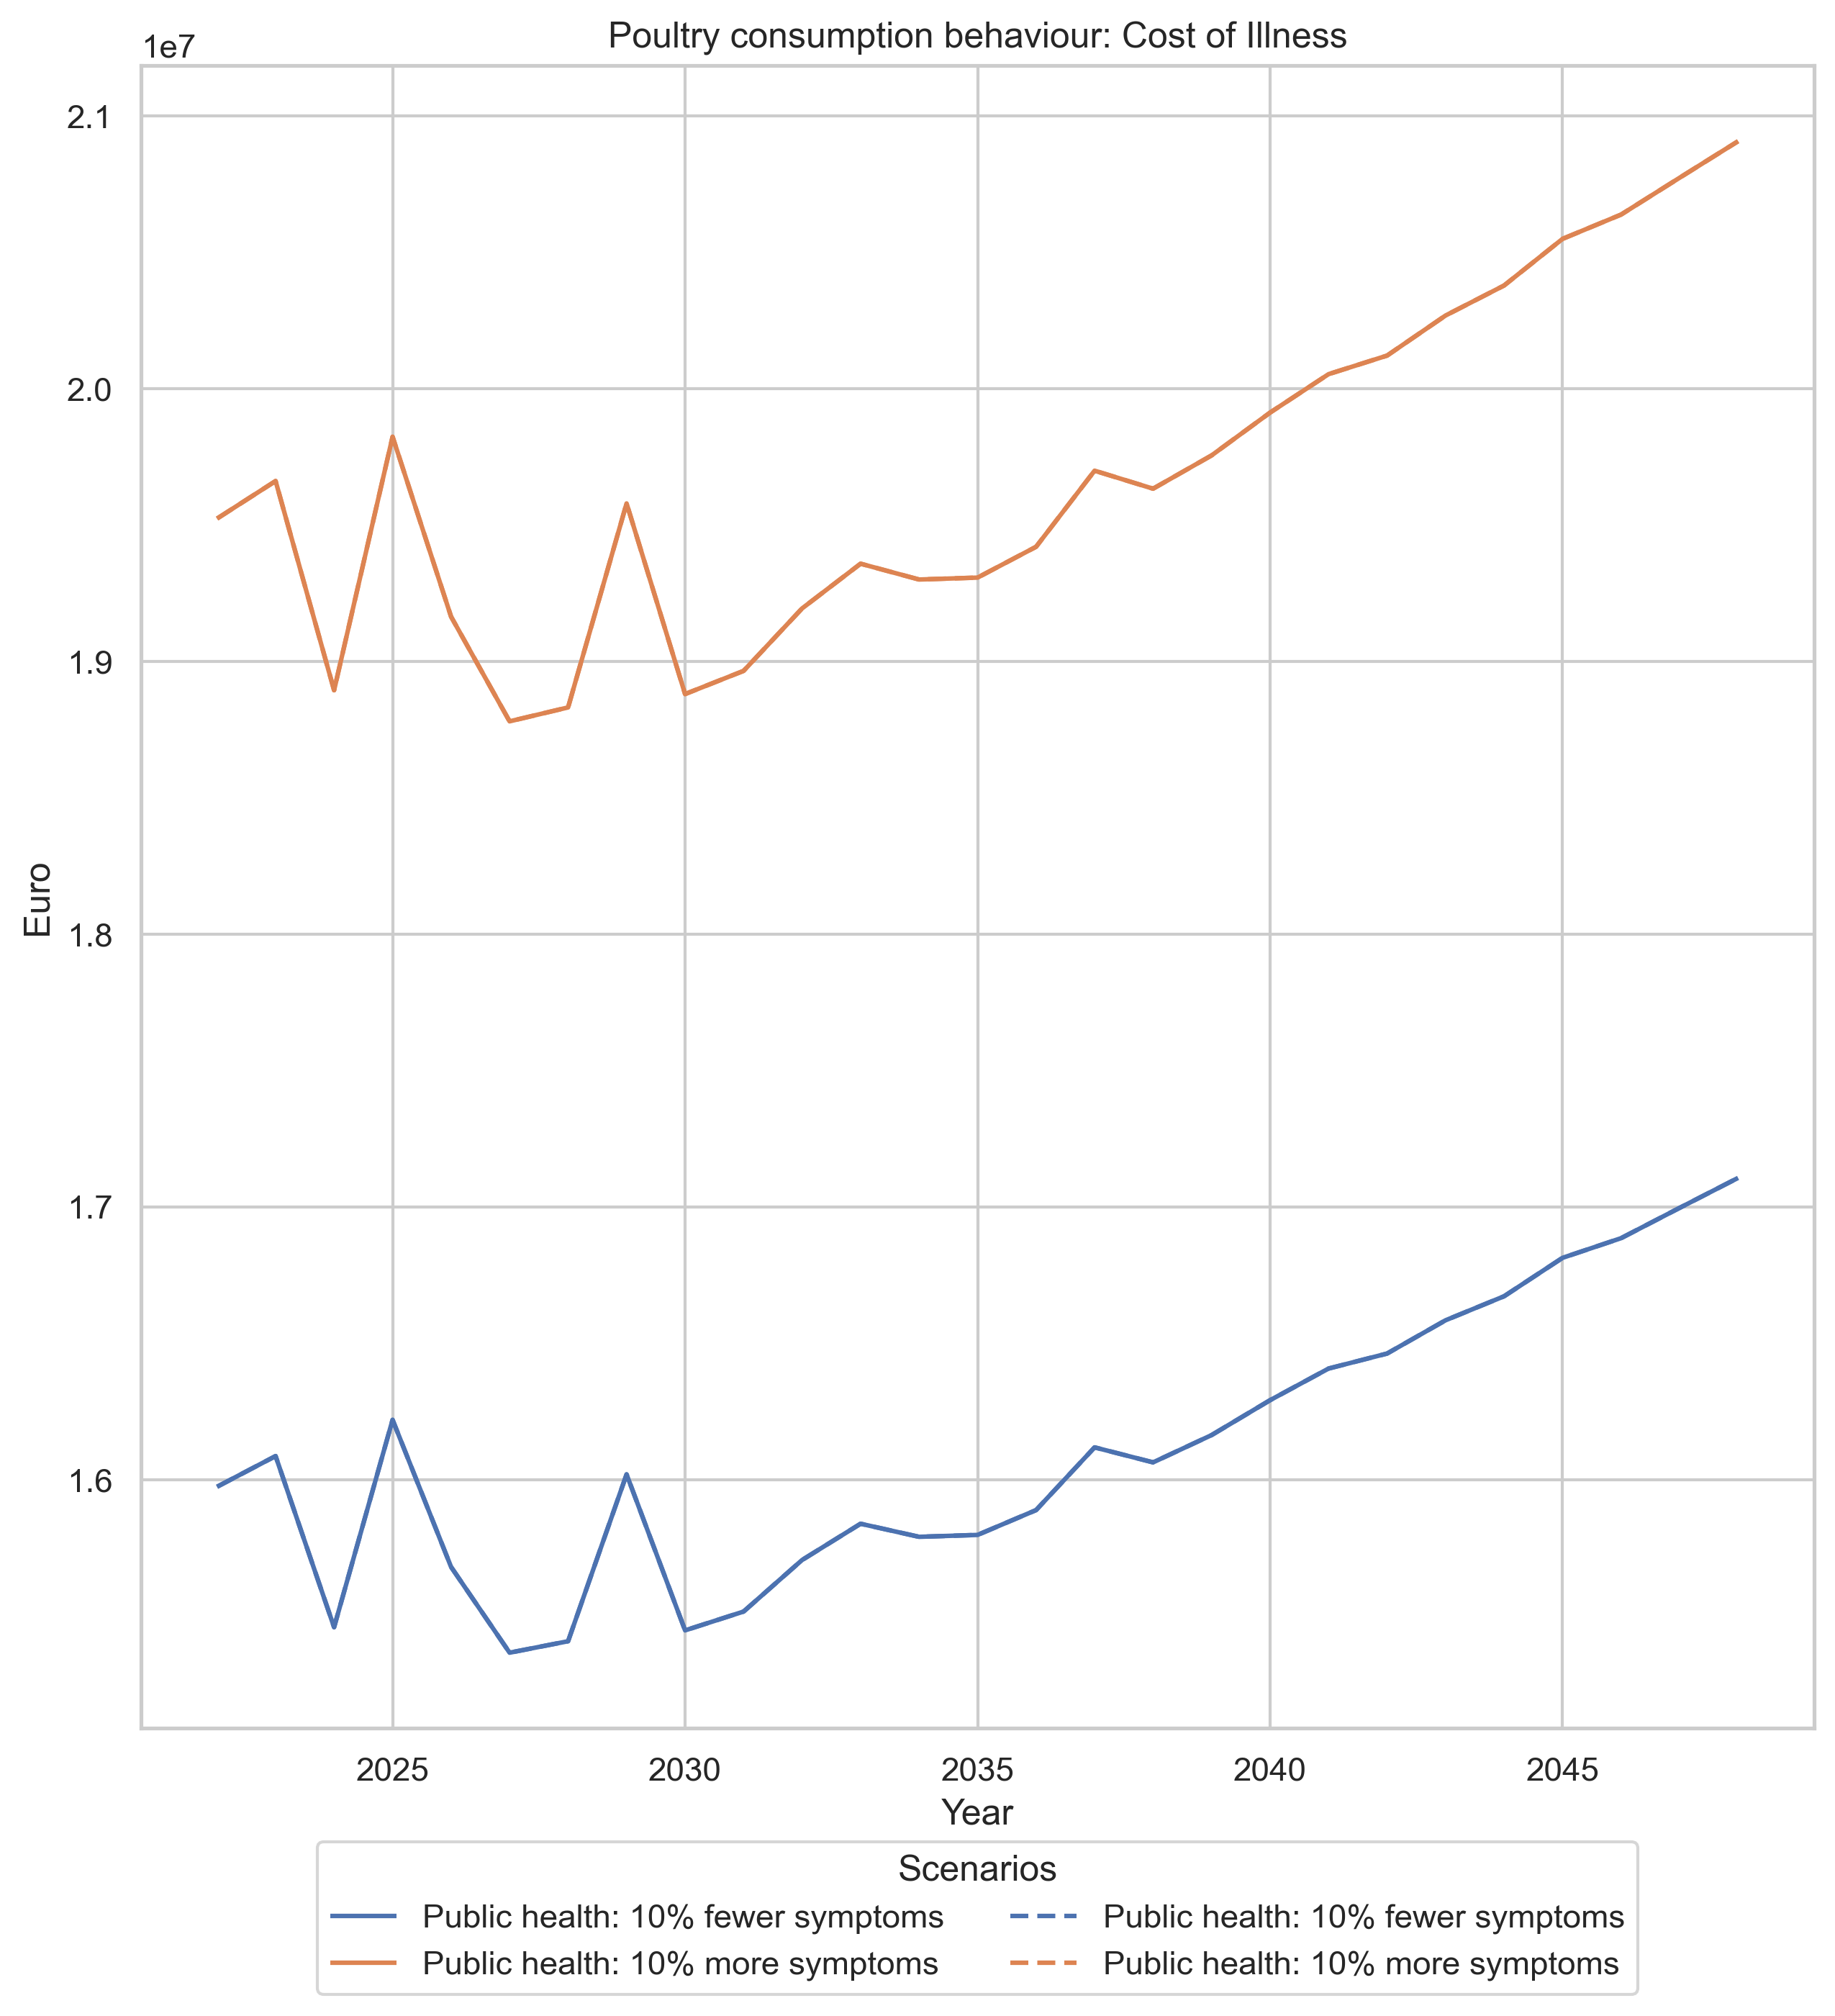 Poultry consumption behaviour: Cost of Illness
1e7
2.1
2.0
1.9
1.8
1.7
1.6
Euro
2025 2030 2035 2040 2045
Year
Scenarios
Public health: 10% fewer symptoms Public health: 10% fewer symptoms
Public health: 10% more symptoms Public health: 10% more symptoms